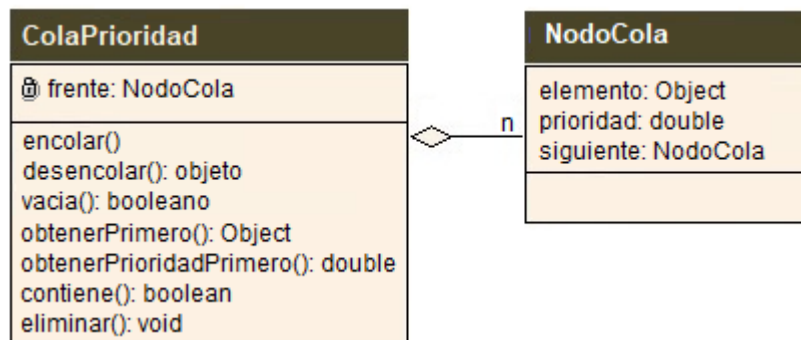 ColaPrioridad
frente: NodoCola
encolar()
desencolar(): objeto
vacia(): booleano
obtenerPrimero(): Object
obtenerPrioridadPrimero(): double
contiene(): boolean
eliminar(): void
n
NodoCola
elemento: Object
prioridad: double
siguiente: NodoCola